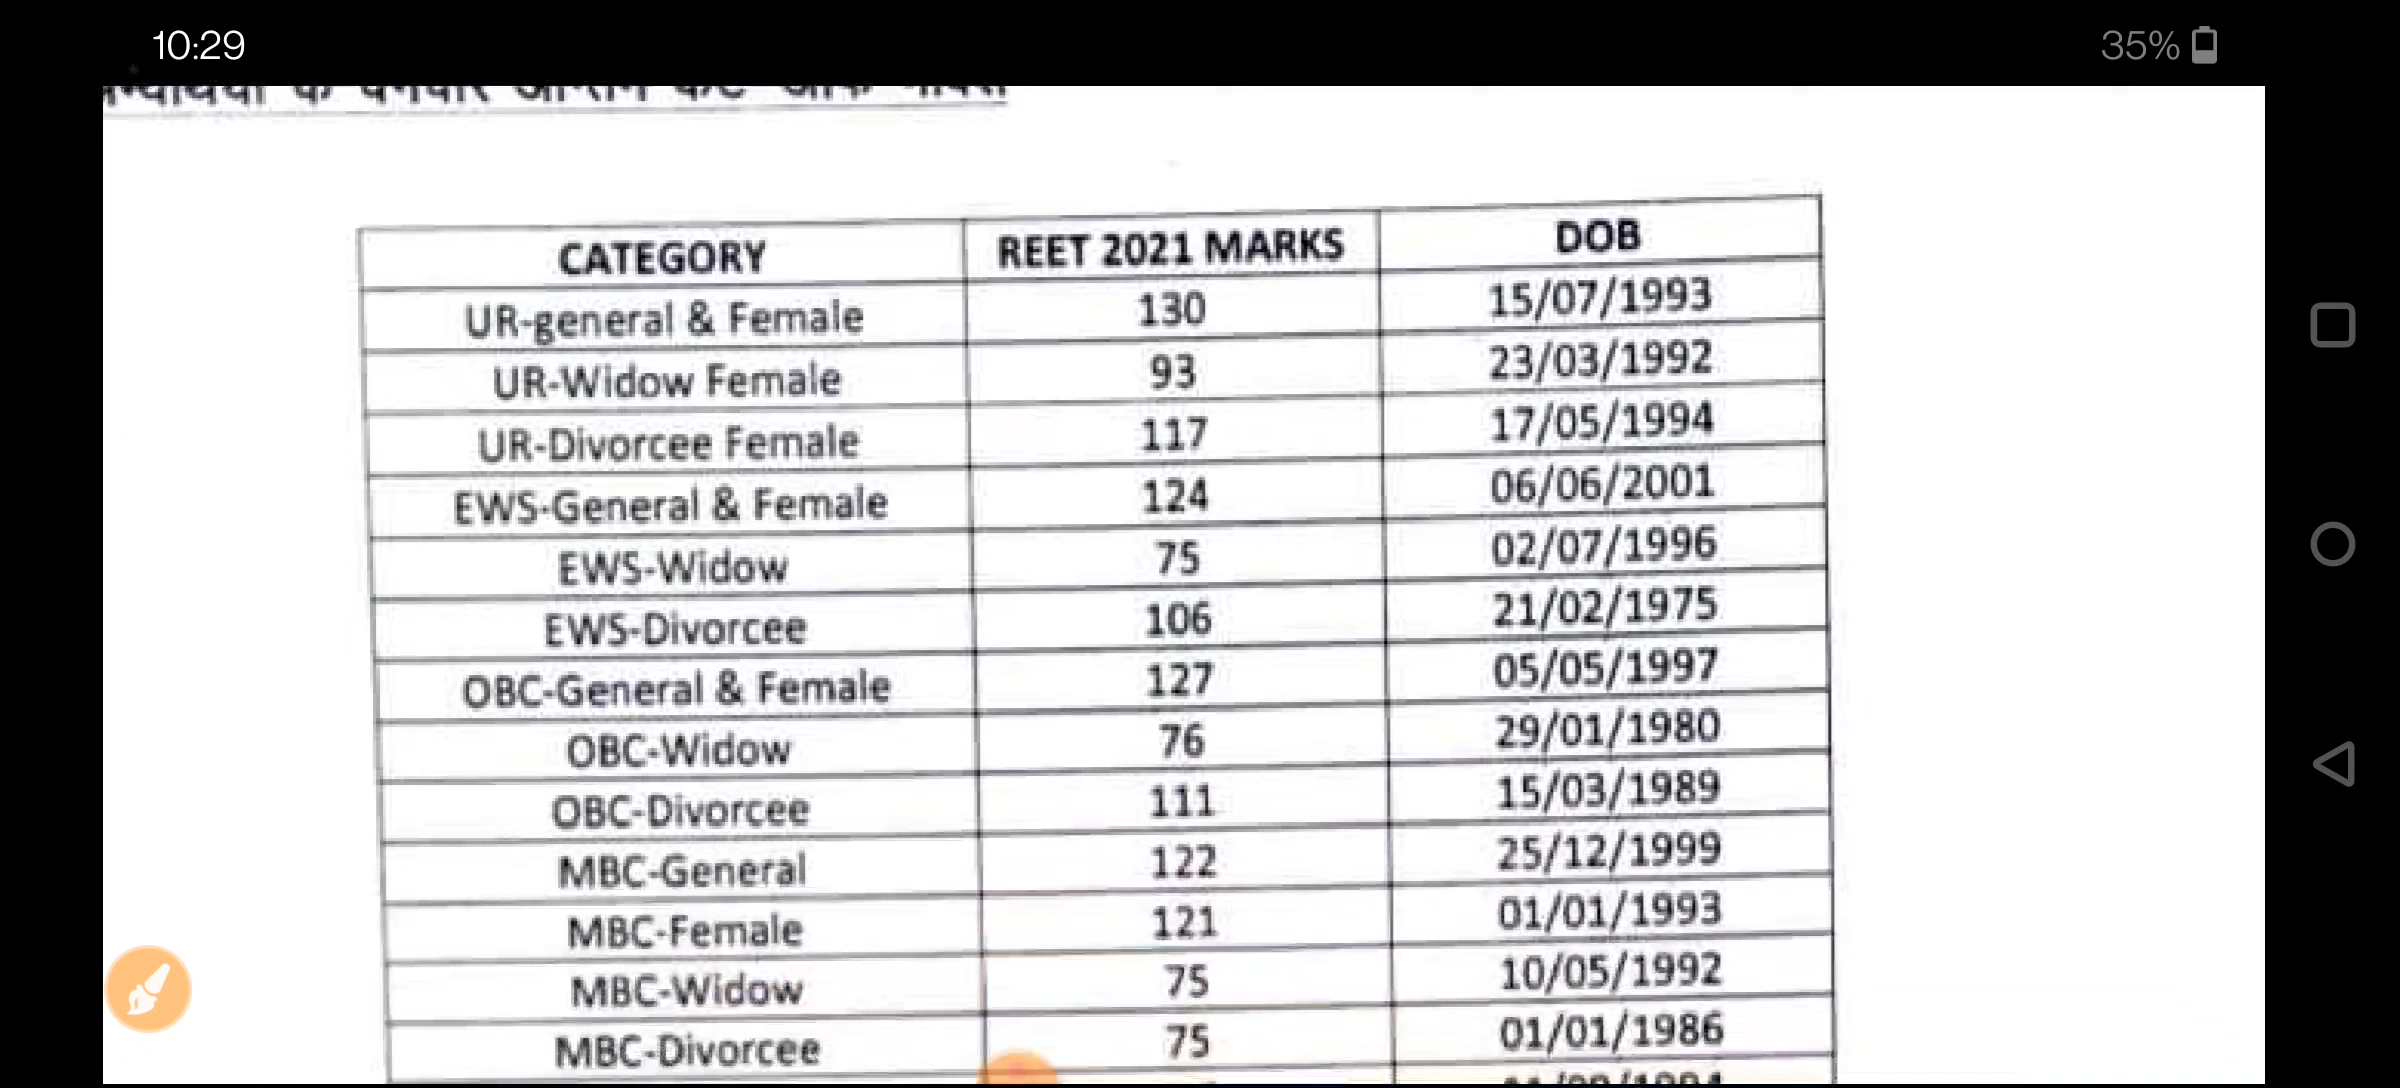 10:29 35%
CATEGORY REET 2021 MARKS DOB
UR-general & Female 130 15/07/1993
UR-Widow Female 93 23/03/1992
UR-Divorcee Female 117 17/05/1994
EWS-General & Female 124 06/06/2001
EWS-Widow 75 02/07/1996
EWS-Divorcee 106 21/02/1975
OBC-General & Female 127 05/05/1997
OBC-Widow 76 29/01/1980
OBC-Divorcee 111 15/03/1989
MBC-General 122 25/12/1999
MBC-Female 121 01/01/1993
MBC-Widow 75 10/05/1992
MBC-Divorcee 75 01/01/1986